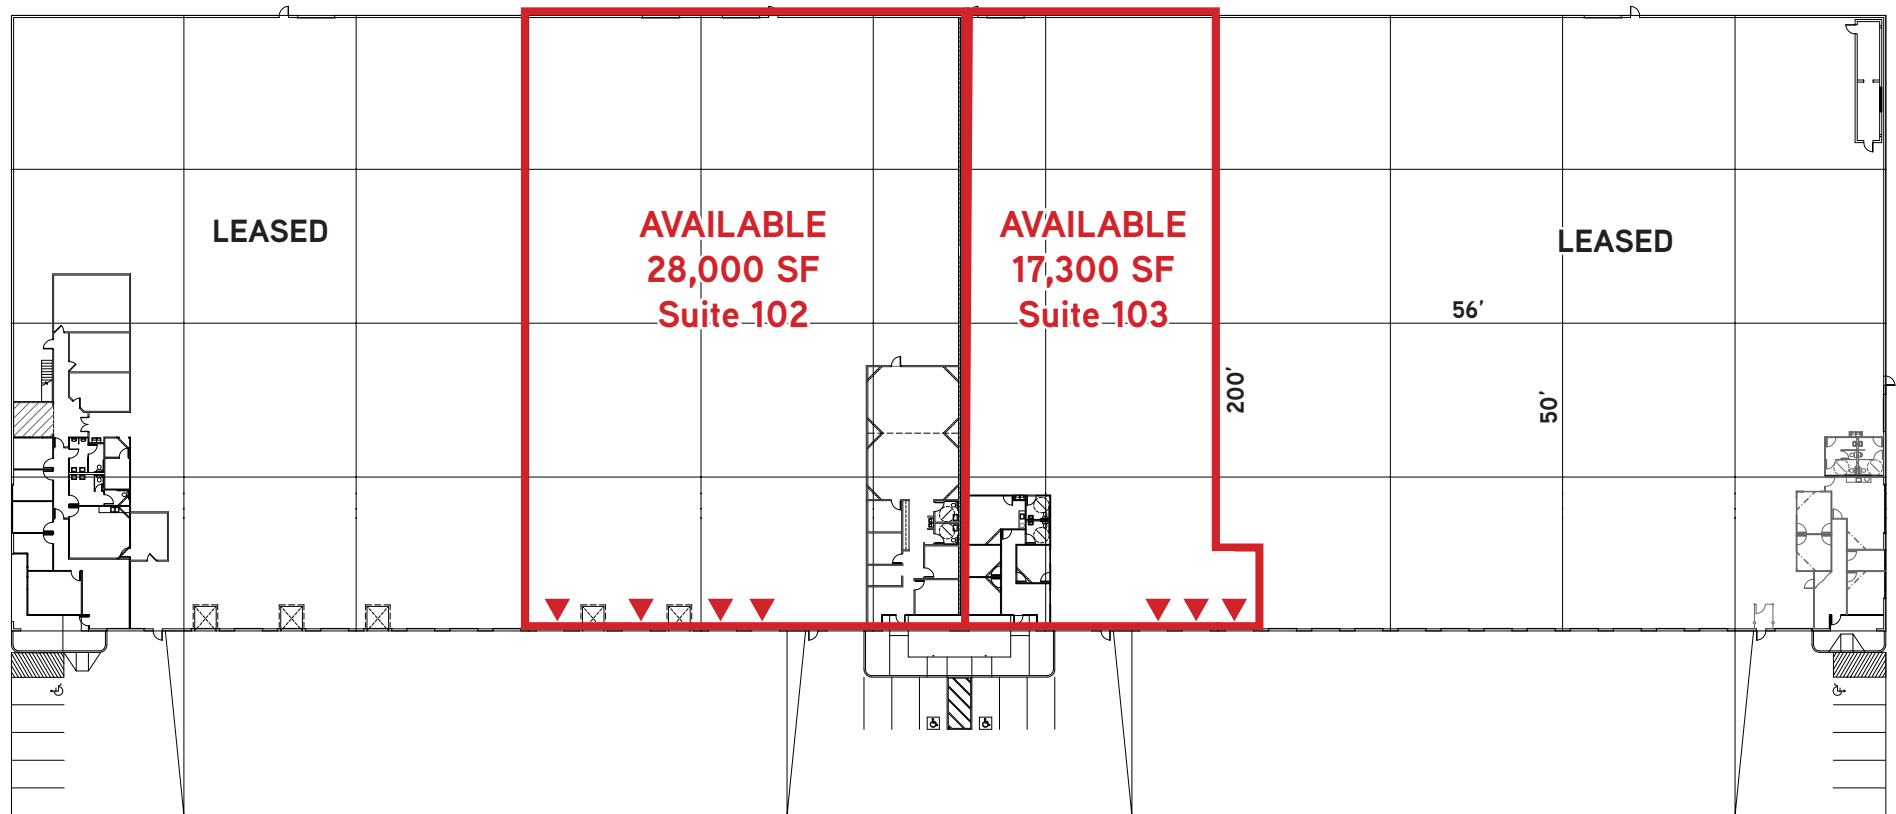 LEASED
AVAILABLE
28,000 SF
Suite 102
AVAILABLE
17,300 SF
Suite 103
LEASED
56’
200’
50’